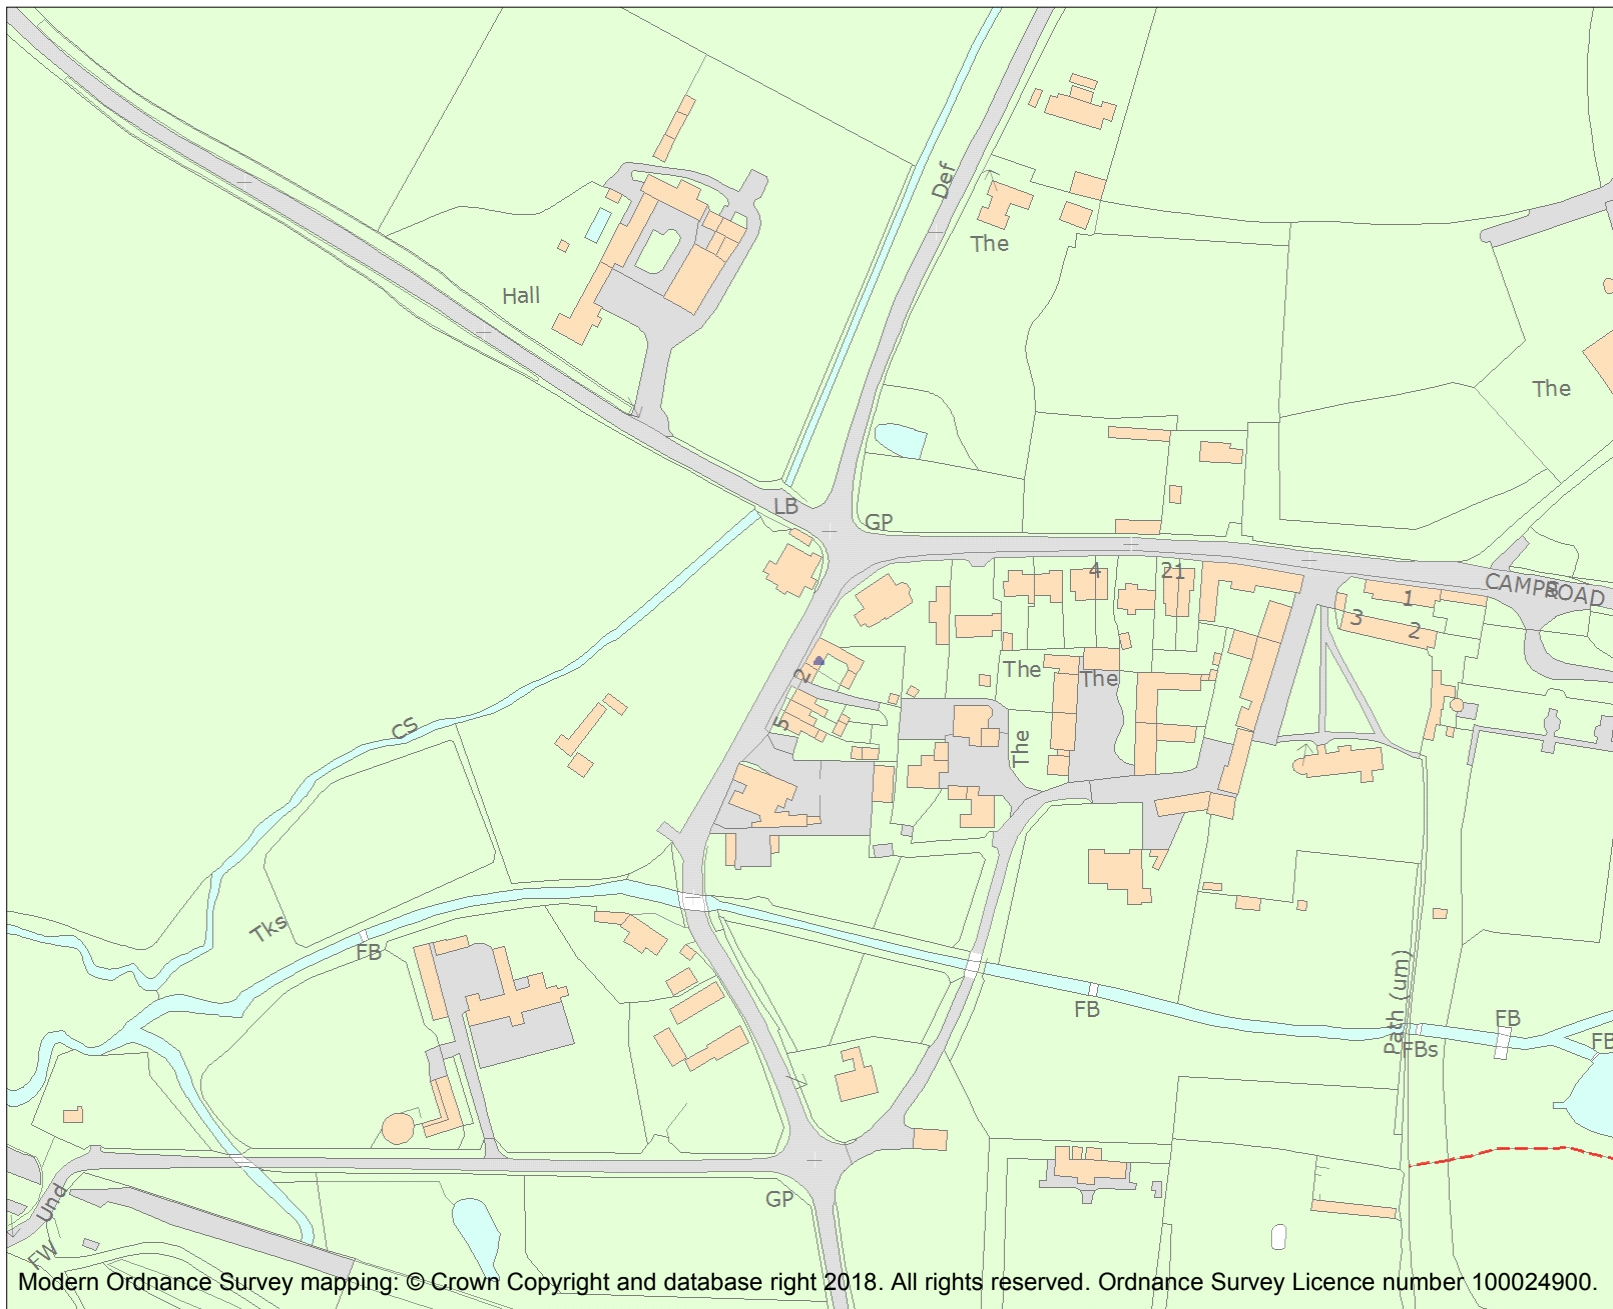 Def
The
Hall
The
LB
GP
4
21
CAMPS ROAD
1
3
2
The
2
The
5
The
CS
Tks
FB
Path (um)
FB
FB
FB
FBs
Und
GP
FW
Modern Ordnance Survey mapping: © Crown Copyright and database right 2018. All rights reserved. Ordnance Survey Licence number 100024900.